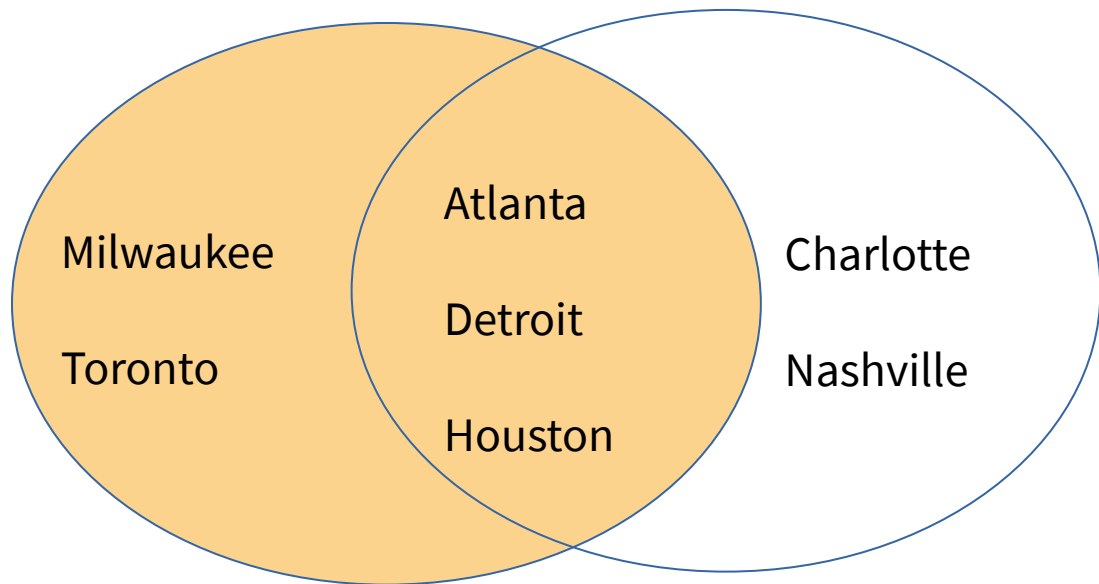 Milwaukee
Toronto
Atlanta
Detroit
Houston
Charlotte
Nashville